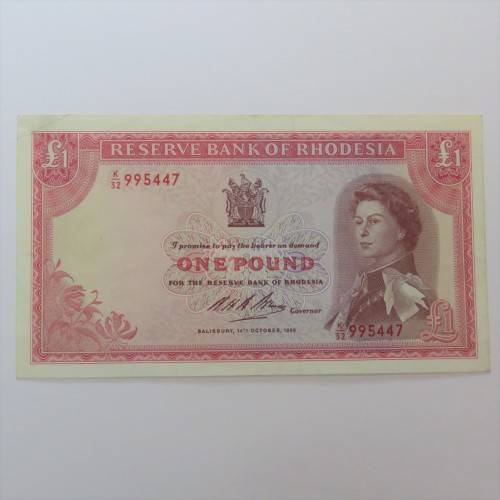 £1 RESERVE BANK OF RHODESIA £1
K/32 995447
I promise to pay the bearer on demand
ONE POUND
FOR THE RESERVE BANK OF RHODESIA
Governor
K/32 995447
SALISBURY, 14TH OCTOBER,
£1